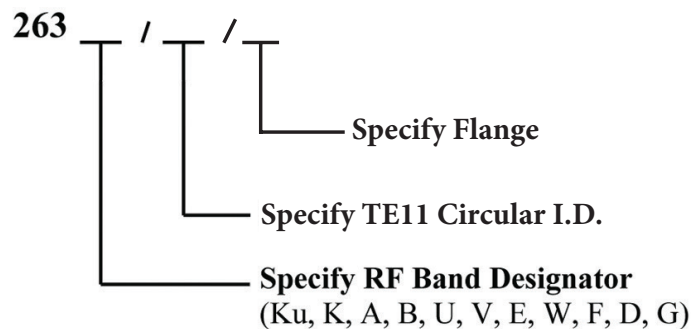 263 __ / __ / __
Specify Flange
Specify TE11 Circular I.D.
Specify RF Band Designator
(Ku, K, A, B, U, V, E, W, F, D, G)